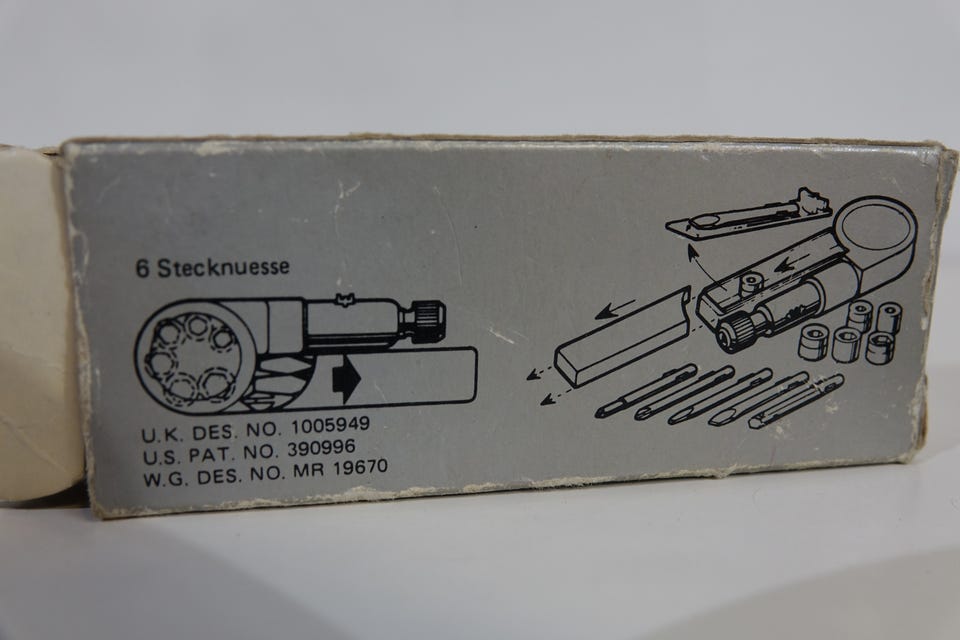 6 Stecknuesse
U.K. DES. NO. 1005949
U.S. PAT. NO. 390996
W.G. DES. NO. MR 19670